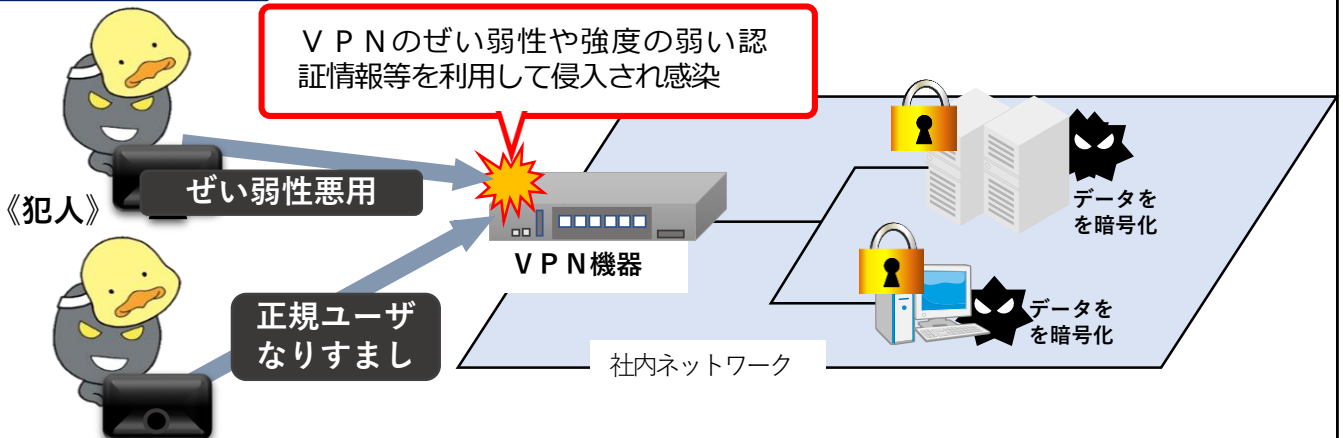 ＶＰＮのぜい弱性や強度の弱い認
証情報等を利用して侵入され感染
ぜい弱性悪用
《犯人》
ＶＰＮ機器
正規ユーザ
なりすまし
社内ネットワーク
データを
を暗号化
データを
を暗号化